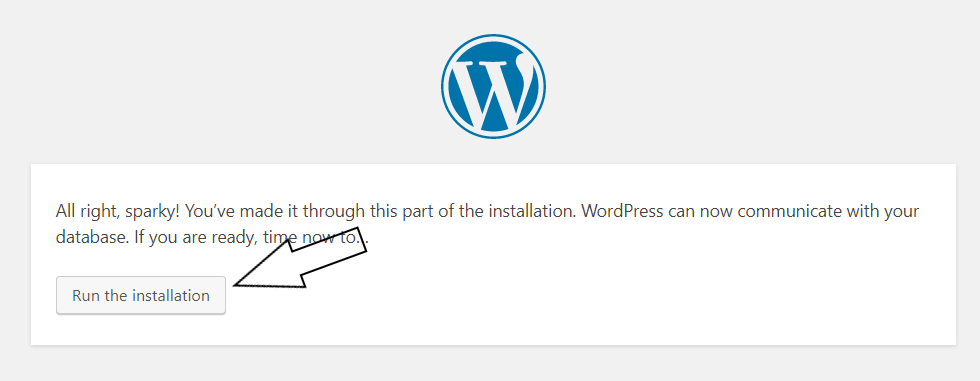 All right, sparky! You’ve made it through this part of the installation. WordPress can now communicate with your
database. If you are ready, time now to…
Run the installation